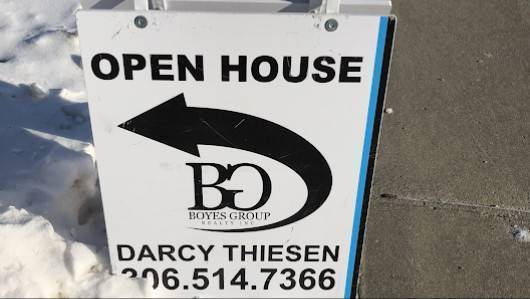 OPEN HOUSE
BG
BOYES GROUP
REALTY INC
DARCY THIESEN
306.514.7366